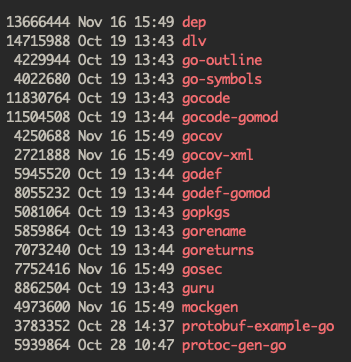 13666444 Nov 16 15:49 dep
14715988 Oct 19 13:43 dlv
4229944 Oct 19 13:43 go-outline
4022680 Oct 19 13:43 go-symbols
11830764 Oct 19 13:43 gocode
11504508 Oct 19 13:44 gocode-gomod
4250688 Nov 16 15:49 gocov
2721888 Nov 16 15:49 gocov-xml
5945520 Oct 19 13:44 godef
8055232 Oct 19 13:44 godef-gomod
5081064 Oct 19 13:43 gopkgs
5859864 Oct 19 13:43 gorename
7073240 Oct 19 13:44 goreturns
7752416 Nov 16 15:49 gosec
8862504 Oct 19 13:43 guru
4973600 Nov 16 15:49 mockgen
3783352 Oct 28 14:37 protobuf-example-go
5939864 Oct 28 10:47 protoc-gen-go